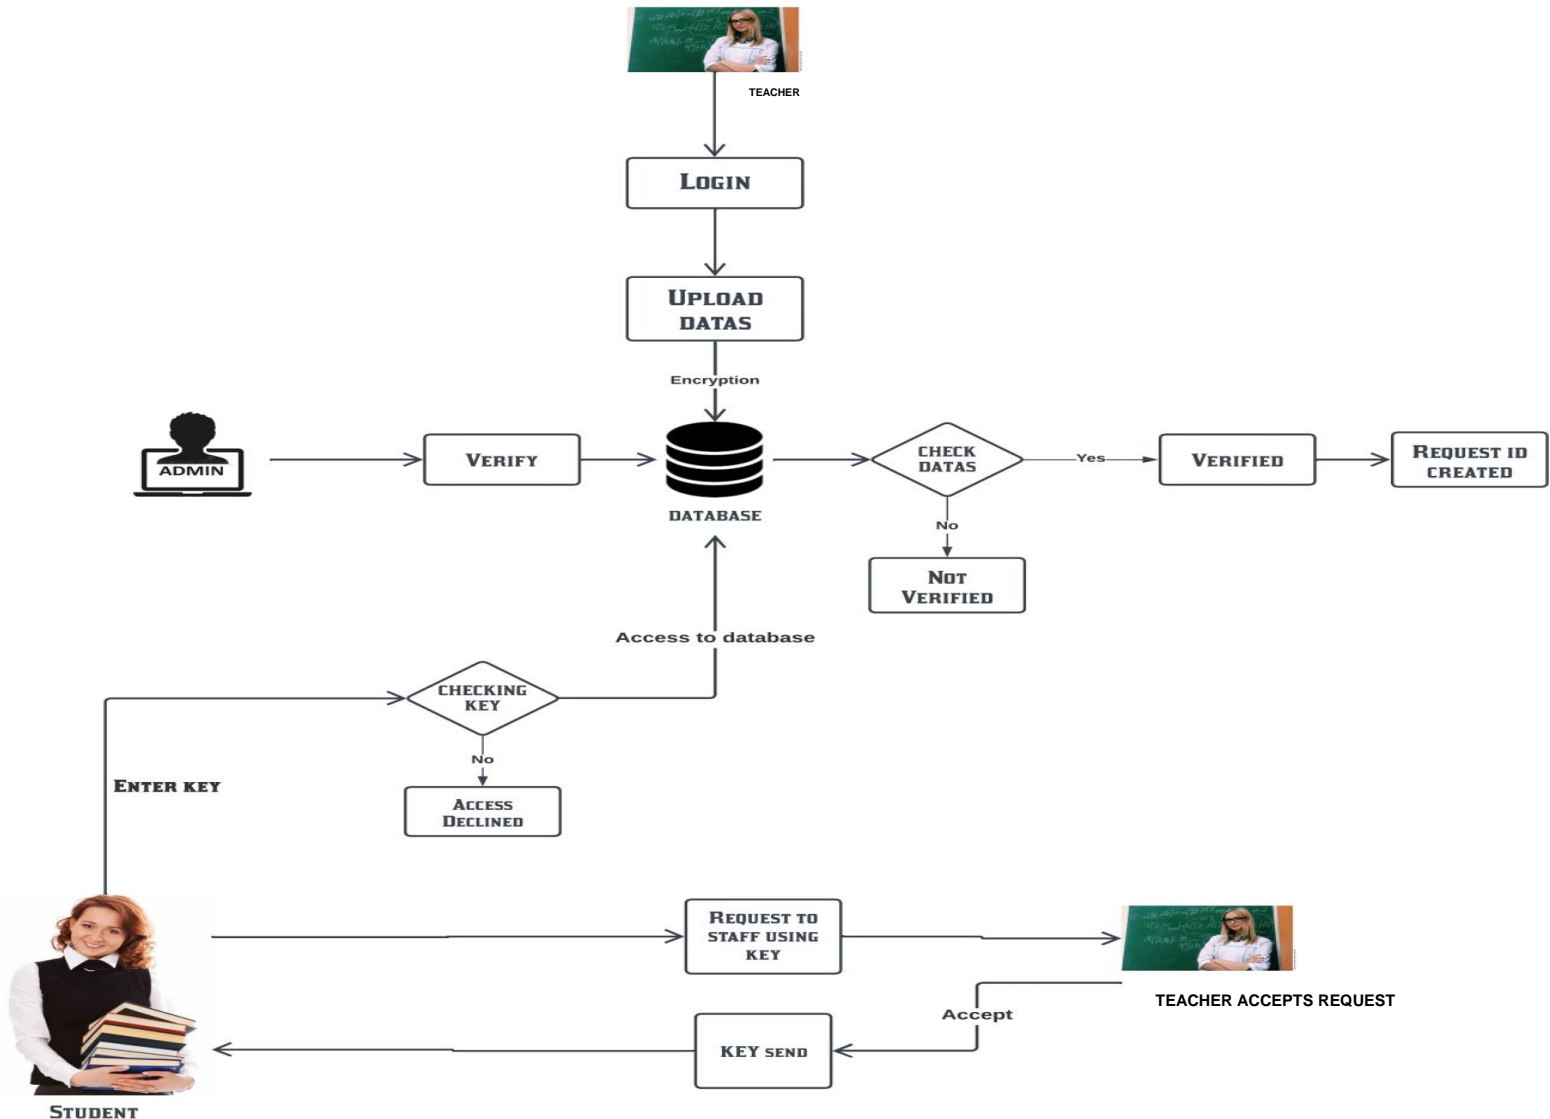 TEACHER
LOGIN
UPLOAD
DATAS
Encryption
ADMIN
VERIFY
DATABASE
CHECK
DATAS
Yes
VERIFIED
REQUEST ID
CREATED
No
NOT
VERIFIED
Access to database
CHECKING
KEY
No
ACCESS
DECLINED
ENTER KEY
REQUEST TO
STAFF USING
KEY
TEACHER ACCEPTS REQUEST
Accept
KEY SEND
STUDENT